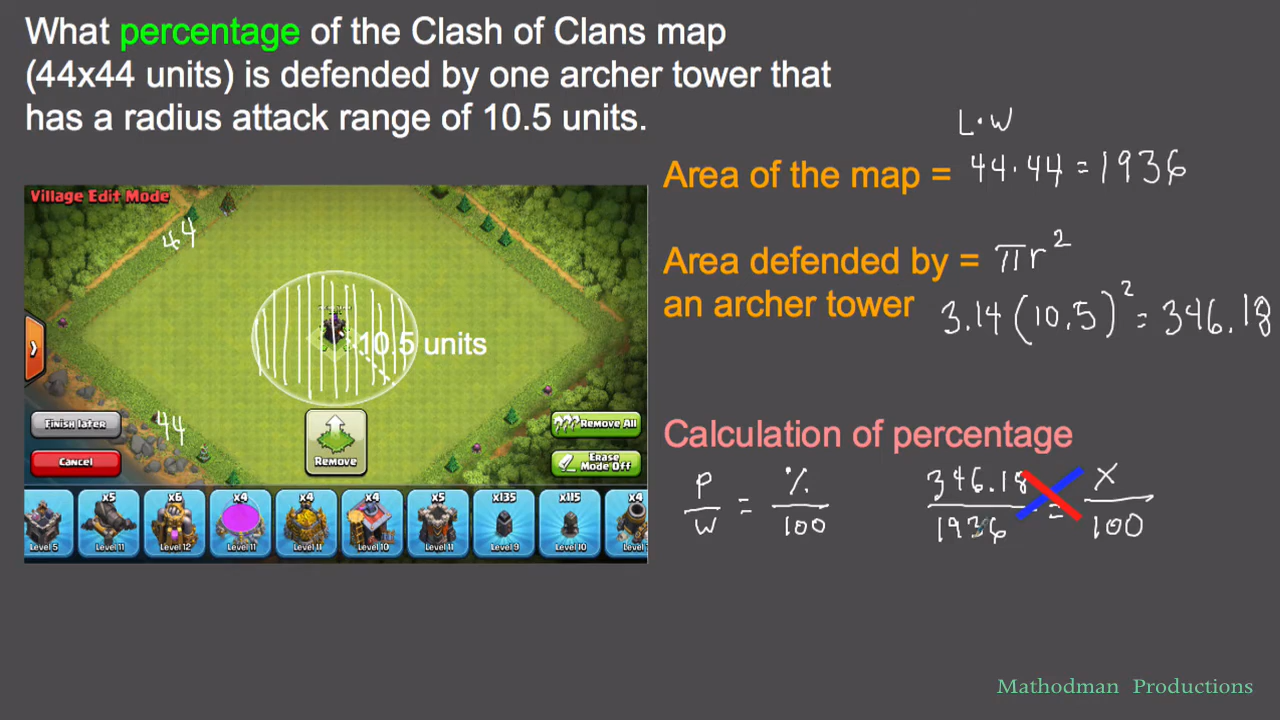 What percentage of the Clash of Clans map
(44x44 units) is defended by one archer tower that
has a radius attack range of 10.5 units.
L·W
Area of the map = 44·44=1936
Village Edit Mode
44
Area defended by = πr²
an archer tower
3.14(10.5)²=346.18
10.5 units
44
Finish later
Cancel
Remove
Remove All
Erase
Mode Off
Calculation of percentage
P/W = %/100
346.18/1936 = X/100
x5 x6 x4 x4 x4 x5 x135 x115 x4
Level 5 Level 11 Level 12 Level 11 Level 11 Level 10 Level 11 Level 9 Level 10
Mathodman Productions